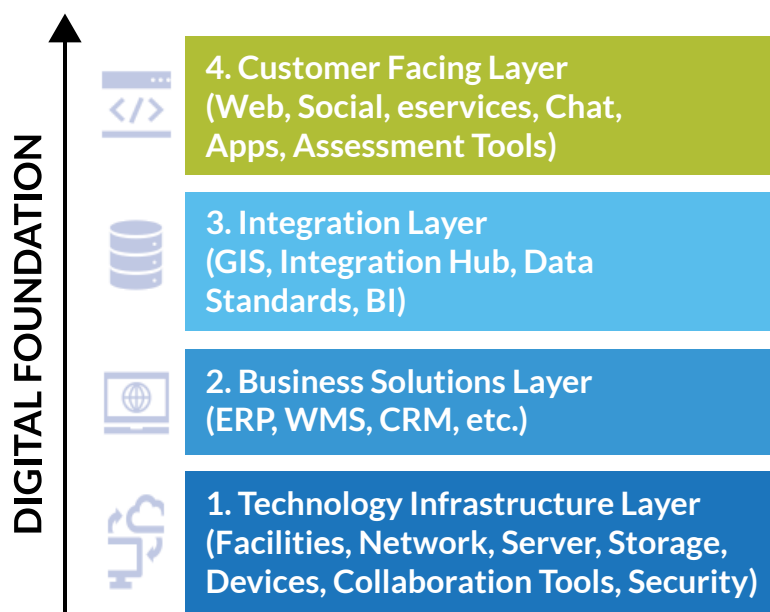 DIGITAL FOUNDATION
4. Customer Facing Layer
(Web, Social, eservices, Chat,
Apps, Assessment Tools)
3. Integration Layer
(GIS, Integration Hub, Data
Standards, BI)
2. Business Solutions Layer
(ERP, WMS, CRM, etc.)
1. Technology Infrastructure Layer
(Facilities, Network, Server, Storage,
Devices, Collaboration Tools, Security)